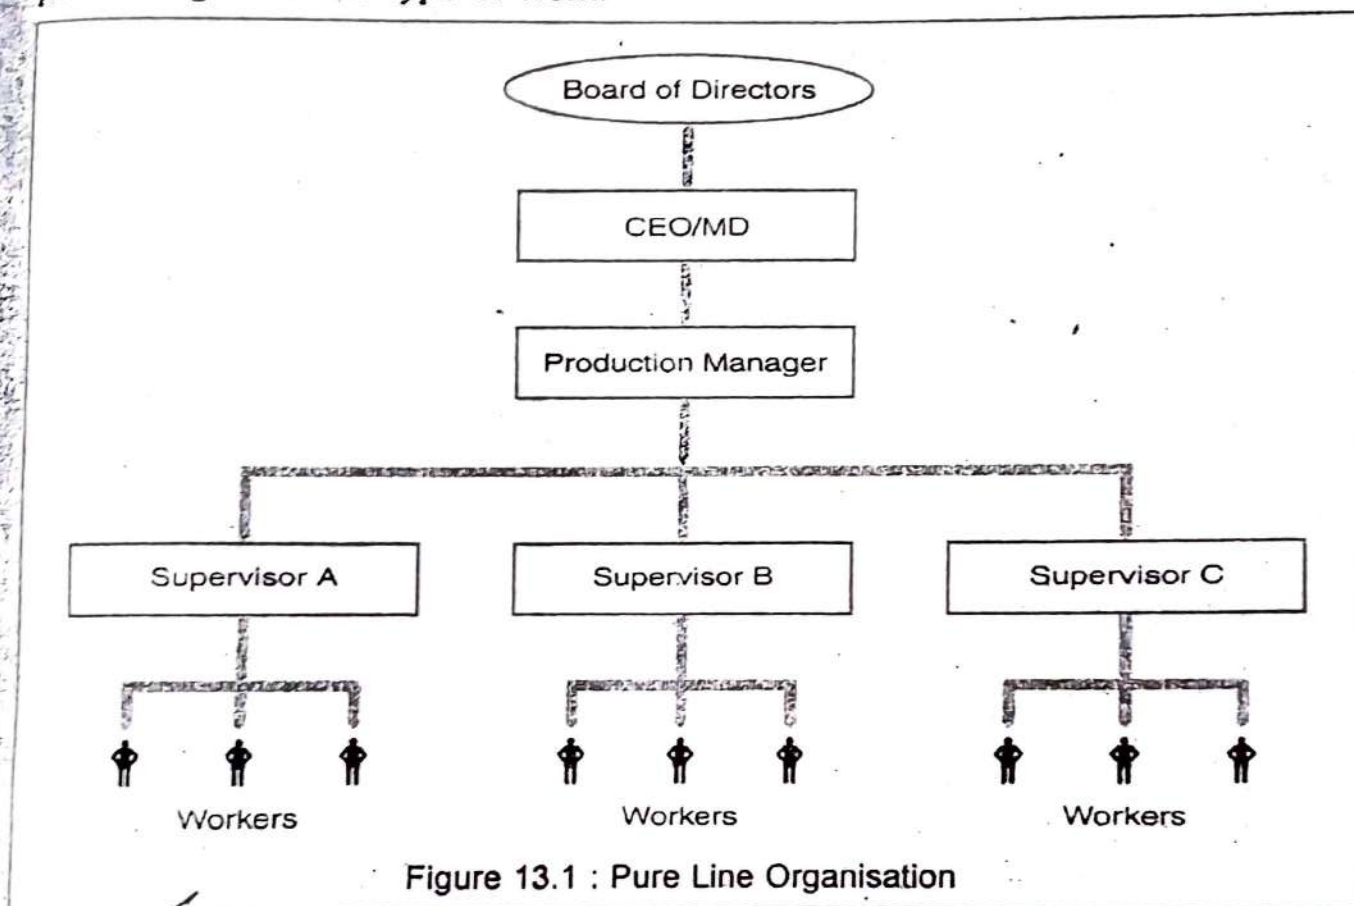 Board of Directors
CEO/MD
Production Manager
Supervisor A Supervisor B Supervisor C
Workers Workers Workers
Figure 13.1 : Pure Line Organisation